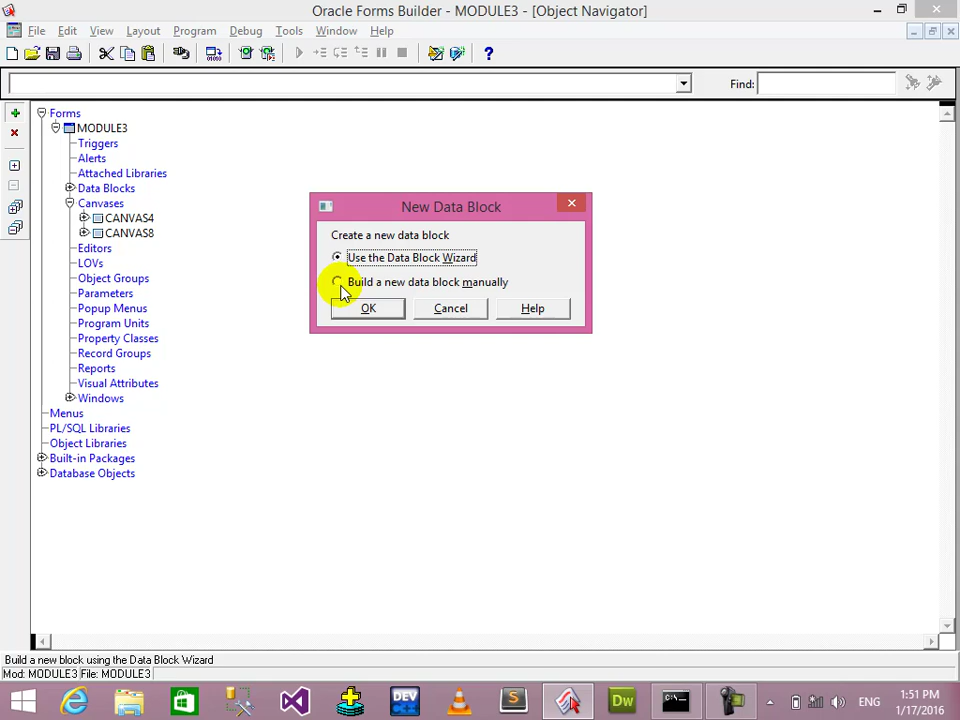 Oracle Forms Builder - MODULE3 - [Object Navigator]
File Edit View Layout Program Debug Tools Window Help
Find:
Forms
MODULE3
Triggers
Alerts
Attached Libraries
Data Blocks
Canvases
CANVAS4
CANVAS8
Editors
LOVs
Object Groups
Parameters
Popup Menus
Program Units
Property Classes
Record Groups
Reports
Visual Attributes
Windows
Menus
PL/SQL Libraries
Object Libraries
Built-in Packages
Database Objects
New Data Block
Create a new data block
Use the Data Block Wizard
Build a new data block manually
OK Cancel Help
Build a new block using the Data Block Wizard
Mod: MODULE3 File: MODULE3
DEV
S
Dw
ENG
1:51 PM
1/17/2016